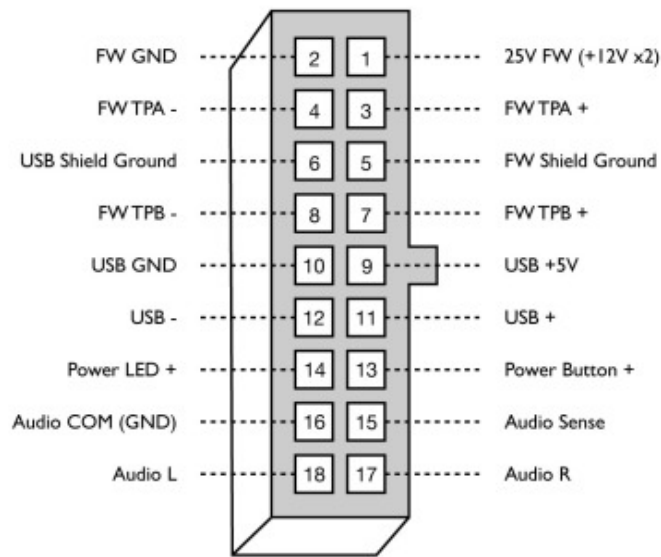 FW GND 2 1 25V FW (+12V x2)
FW TPA - 4 3 FW TPA +
USB Shield Ground 6 5 FW Shield Ground
FW TPB - 8 7 FW TPB +
USB GND 10 9 USB +5V
USB - 12 11 USB +
Power LED + 14 13 Power Button +
Audio COM (GND) 16 15 Audio Sense
Audio L 18 17 Audio R